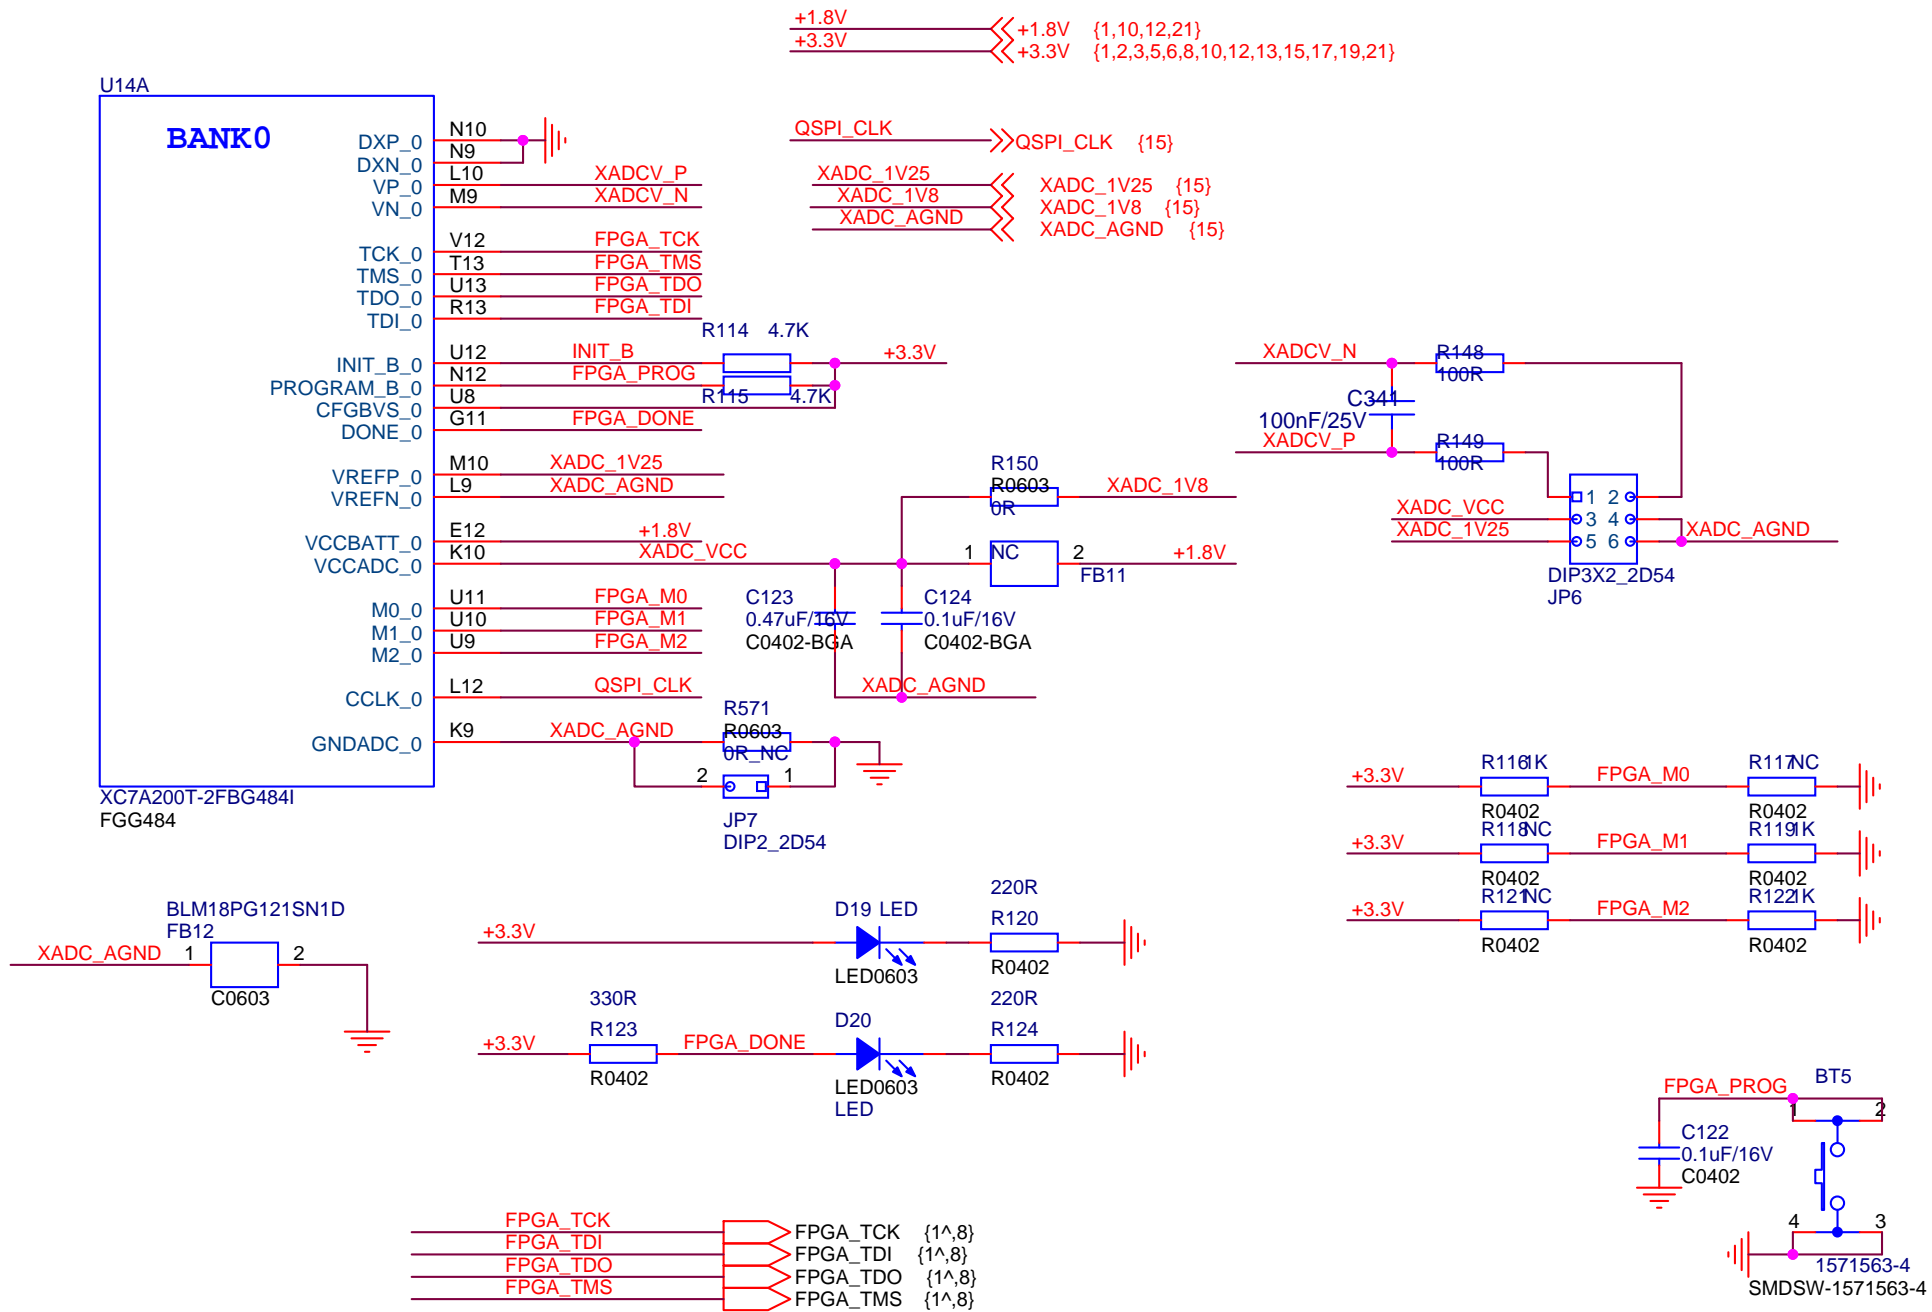 +1.8V
+1.8V {1,10,12,21}
+3.3V
+3.3V {1,2,3,5,6,8,10,12,13,15,17,19,21}
U14A
BANK0
QSPI_CLK
QSPI_CLK {15}
XADC_1V25
XADC_1V25 {15}
XADC_1V8
XADC_1V8 {15}
XADC_AGND
XADC_AGND {15}
DXP_0 N10
DXN_0 N9
VP_0 L10 XADCV_P
VN_0 M9 XADCV_N
TCK_0 V12 FPGA_TCK
TMS_0 T13 FPGA_TMS
TDO_0 U13 FPGA_TDO
TDI_0 R13 FPGA_TDI
R114 4.7K
INIT_B_0 U12 INIT_B +3.3V
PROGRAM_B_0 N12 FPGA_PROG
R115 4.7K
CFGBVS_0 U8
DONE_0 G11 FPGA_DONE
VREFP_0 M10 XADC_1V25
VREFN_0 L9 XADC_AGND
VCCBATT_0 E12 +1.8V
VCCADC_0 K10 XADC_VCC
M0_0 U11 FPGA_M0
M1_0 U10 FPGA_M1
M2_0 U9 FPGA_M2
CCLK_0 L12 QSPI_CLK
GNDADC_0 K9 XADC_AGND
XC7A200T-2FBG484I
FGG484
R150
R0603
0R
XADC_1V8
1 NC 2
FB11
+1.8V
C123
0.47uF/16V
C0402-BGA
C124
0.1uF/16V
C0402-BGA
XADC_AGND
R571
R0603
0R_NC
2 1
JP7
DIP2_2D54
XADCV_N
R148
100R
C341
100nF/25V
XADCV_P
R149
100R
1 2
XADC_VCC 3 4
XADC_1V25 5 6 XADC_AGND
DIP3X2_2D54
JP6
+3.3V R116 1K FPGA_M0 R117 NC
R0402 R0402
+3.3V R118 NC FPGA_M1 R119 1K
R0402 R0402
+3.3V R121 NC FPGA_M2 R122 1K
R0402 R0402
BLM18PG121SN1D
FB12
XADC_AGND 1 2
C0603
220R
D19 LED
R120
+3.3V
LED0603
R0402
330R
220R
D20
+3.3V R123 FPGA_DONE R124
R0402 LED0603 R0402
LED
FPGA_PROG BT5
1 2
C122
0.1uF/16V
C0402
4 3
1571563-4
SMDSW-1571563-4
FPGA_TCK FPGA_TCK {1^,8}
FPGA_TDI FPGA_TDI {1^,8}
FPGA_TDO FPGA_TDO {1^,8}
FPGA_TMS FPGA_TMS {1^,8}